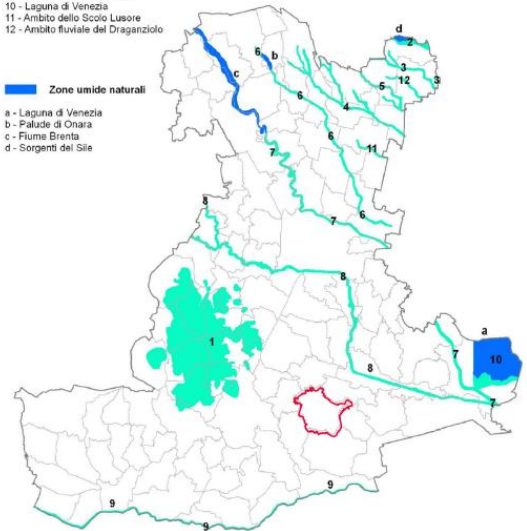 10 - Laguna di Venezia
11 - Ambito dello Scolo Lusore
12 - Ambito fluviale del Draganziolo
Zone umide naturali
a - Laguna di Venezia
b - Palude di Onara
c - Fiume Brenta
d - Sorgenti del Sile
d
2
6 b
3
c
5 12 3
6
4
6
11
7
8
7
6
8
a
1
7
10
8
7
9
9
9